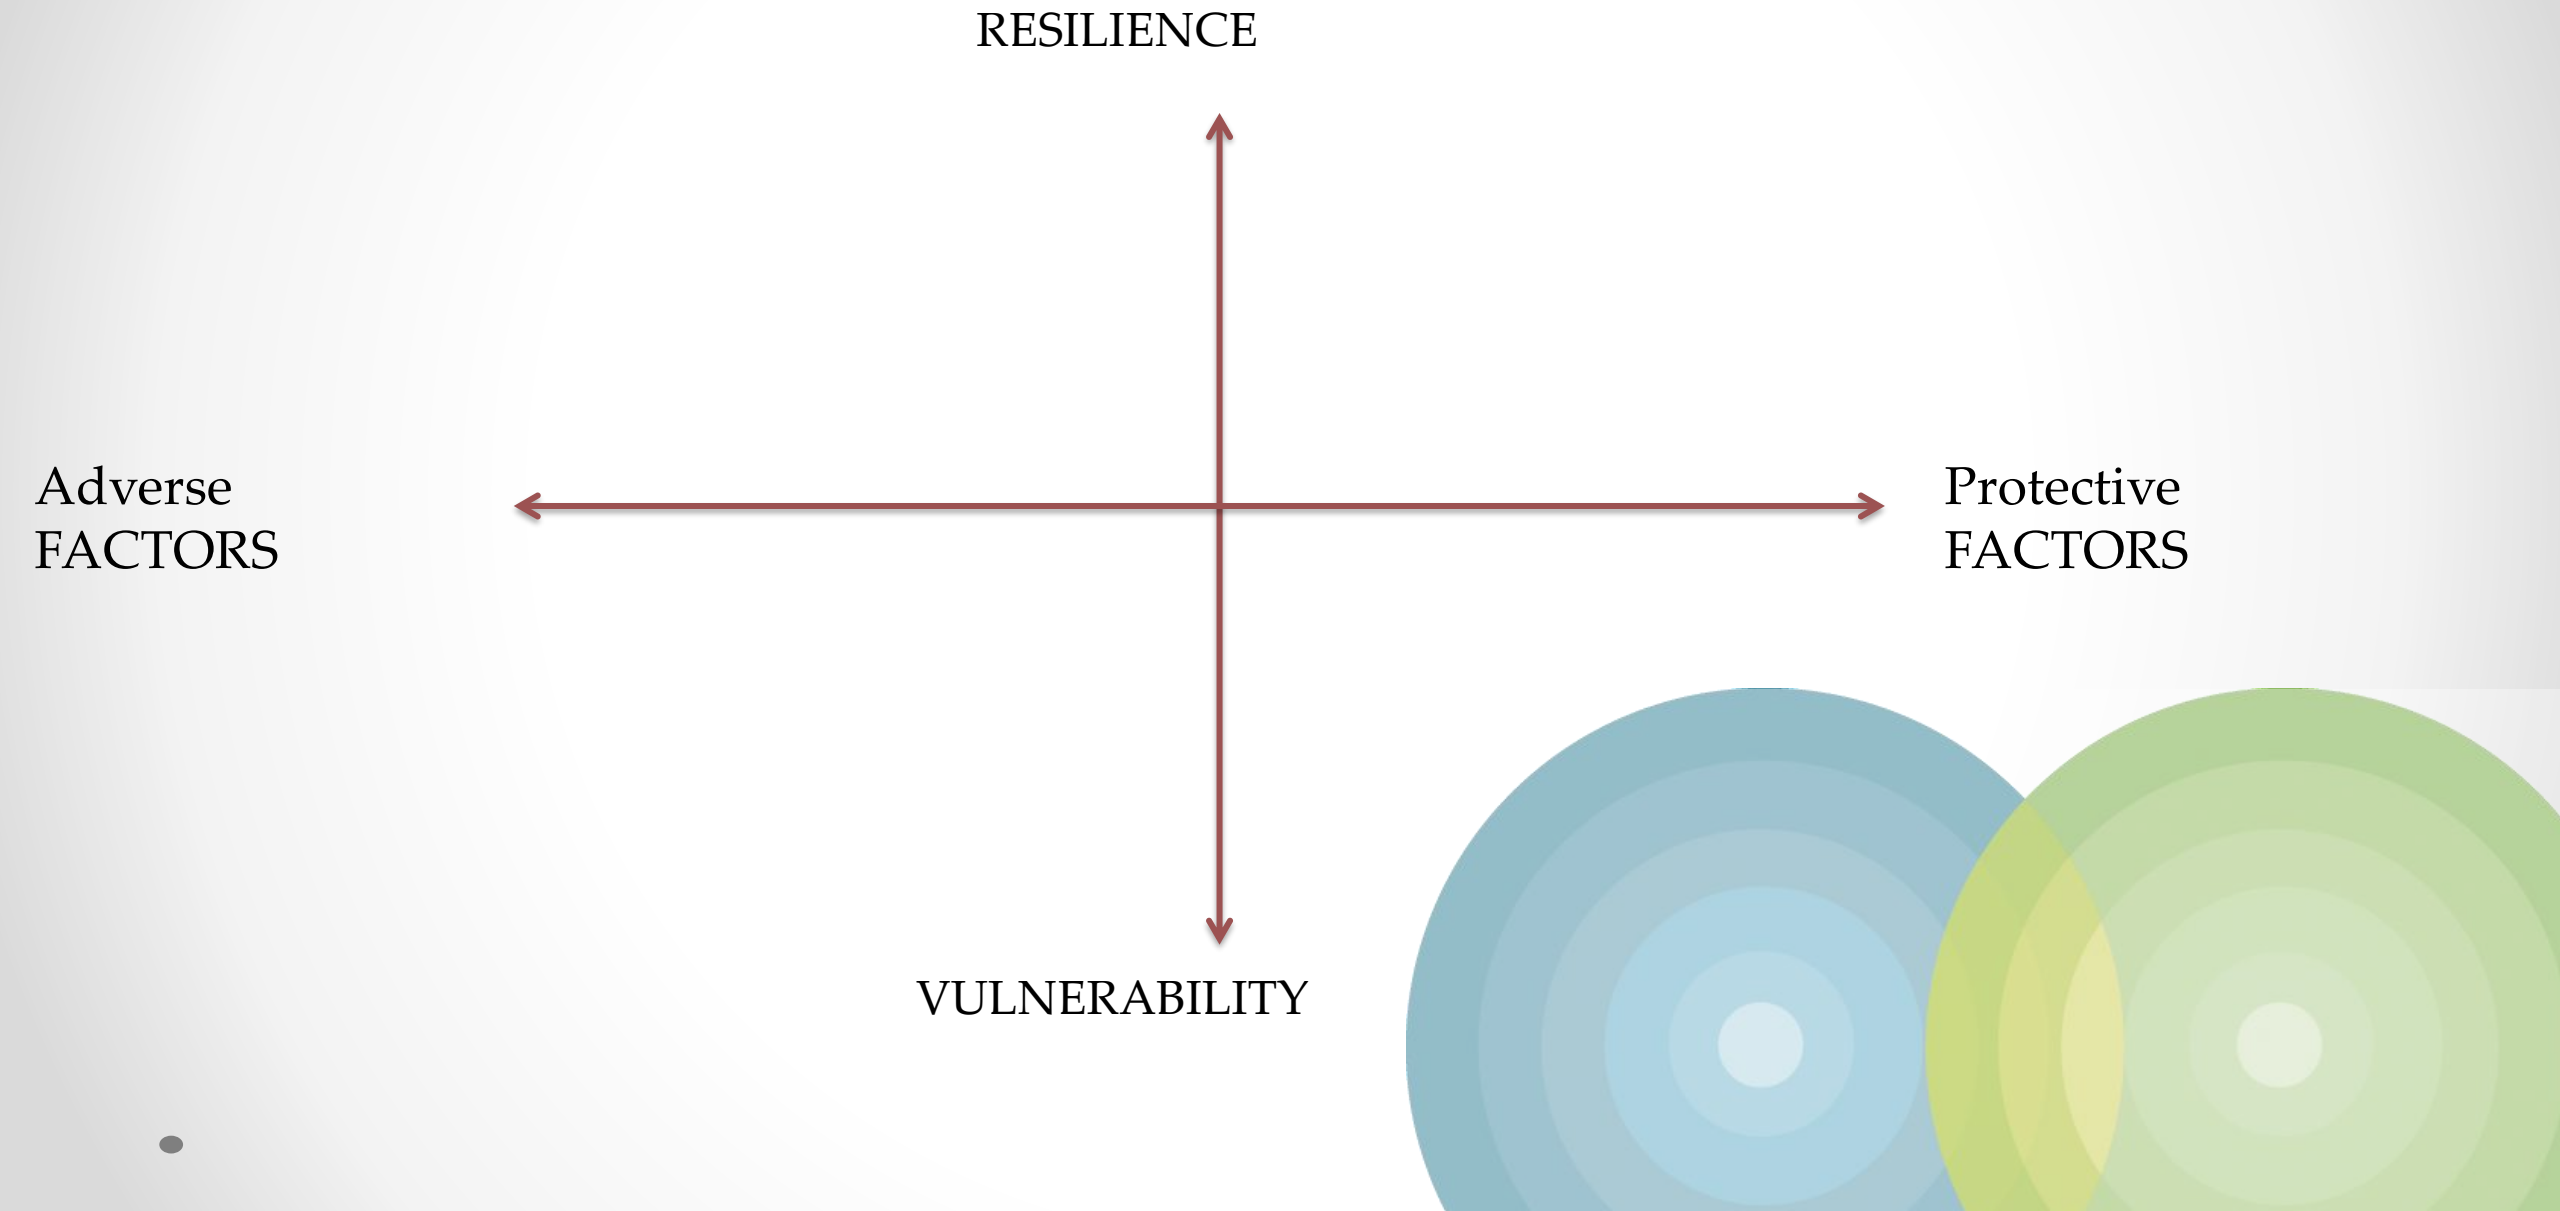 RESILIENCE
Adverse
FACTORS
Protective
FACTORS
VULNERABILITY